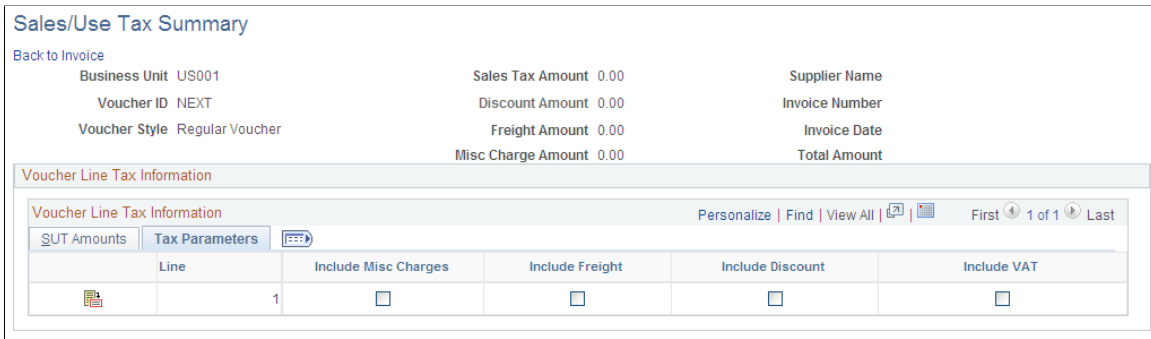 Sales/Use Tax Summary
Back to Invoice
Business Unit US001 Sales Tax Amount 0.00 Supplier Name
Voucher ID NEXT Discount Amount 0.00 Invoice Number
Voucher Style Regular Voucher Freight Amount 0.00 Invoice Date
Misc Charge Amount 0.00 Total Amount
Voucher Line Tax Information
Voucher Line Tax Information Personalize | Find | View All | | First 1 of 1 Last
SUT Amounts Tax Parameters
Line Include Misc Charges Include Freight Include Discount Include VAT
1